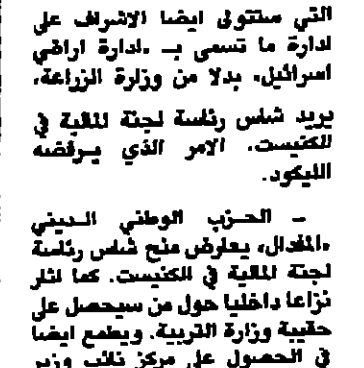 التي ستتولى ايضا الاشراف على
ادارة ما تسمى بـ «ادارة اراضي
اسرائيل» بدلا من وزارة الزراعة،
يريد شاس رئاسة لجنة المالية في
الكنيست، الامر الذي يرفضه
الليكود.
- الحزب الوطني الديني
«المفدال» يعارض منح شاس رئاسة
لجنة المالية في الكنيست. كما اثار
نزاعا داخليا حول من سيحصل على
حقيبة وزارة التربية. ويطمع ايضا
في الحصول على مركز نائب وزير